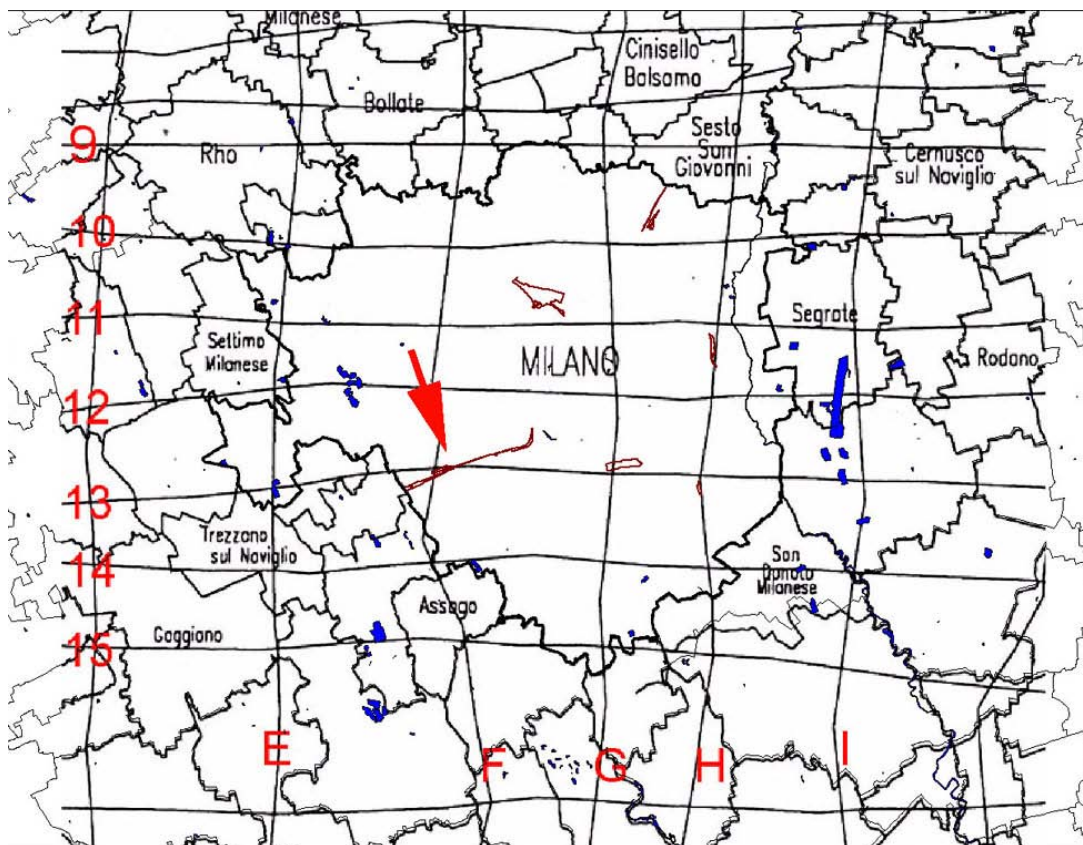 Milanese
Cinisello
Balsamo
Bollate
9
Rho
Sesto
San
Giovanni
Cernusco
sul Naviglio
10
11
Segrate
Settimo
Milanese
MILANO
Rodano
12
13
Trezzano
sul Naviglio
San
Donato
Milanese
14
Assago
Gaggiano
15
E
F
G
H
I